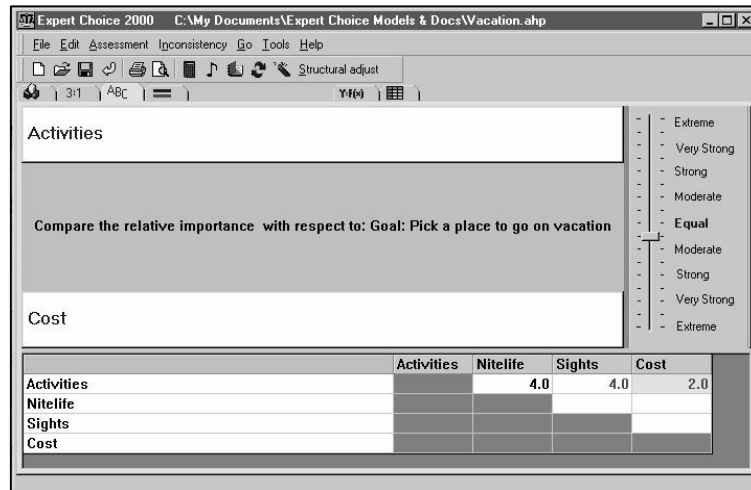 Expert Choice 2000 C:\My Documents\Expert Choice Models & Docs\Vacation.ahp
File Edit Assessment Inconsistency Go Tools Help
Structural adjust
3:1 ABC Y:F(x)
Activities
Compare the relative importance with respect to: Goal: Pick a place to go on vacation
Cost
Extreme
Very Strong
Strong
Moderate
Equal
Moderate
Strong
Very Strong
Extreme
Activities Nitelife Sights Cost
Activities 4.0 4.0 2.0
Nitelife
Sights
Cost